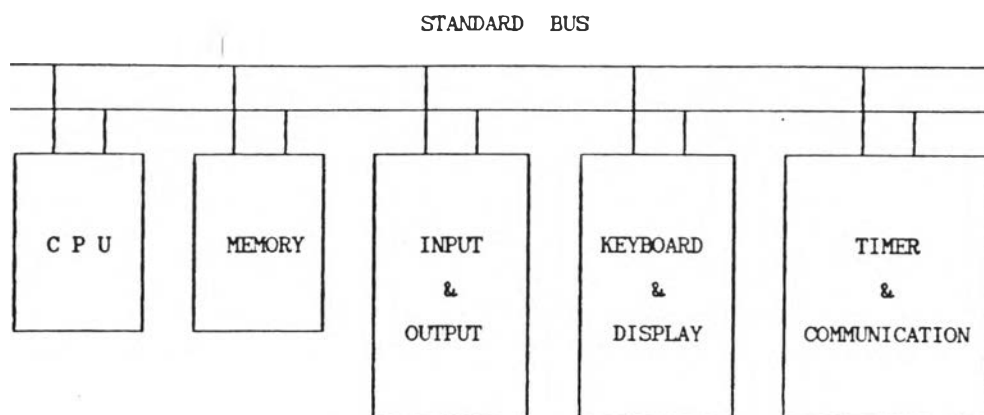 STANDARD BUS
C P U
MEMORY
INPUT
&
OUTPUT
KEYBOARD
&
DISPLAY
TIMER
&
COMMUNICATION